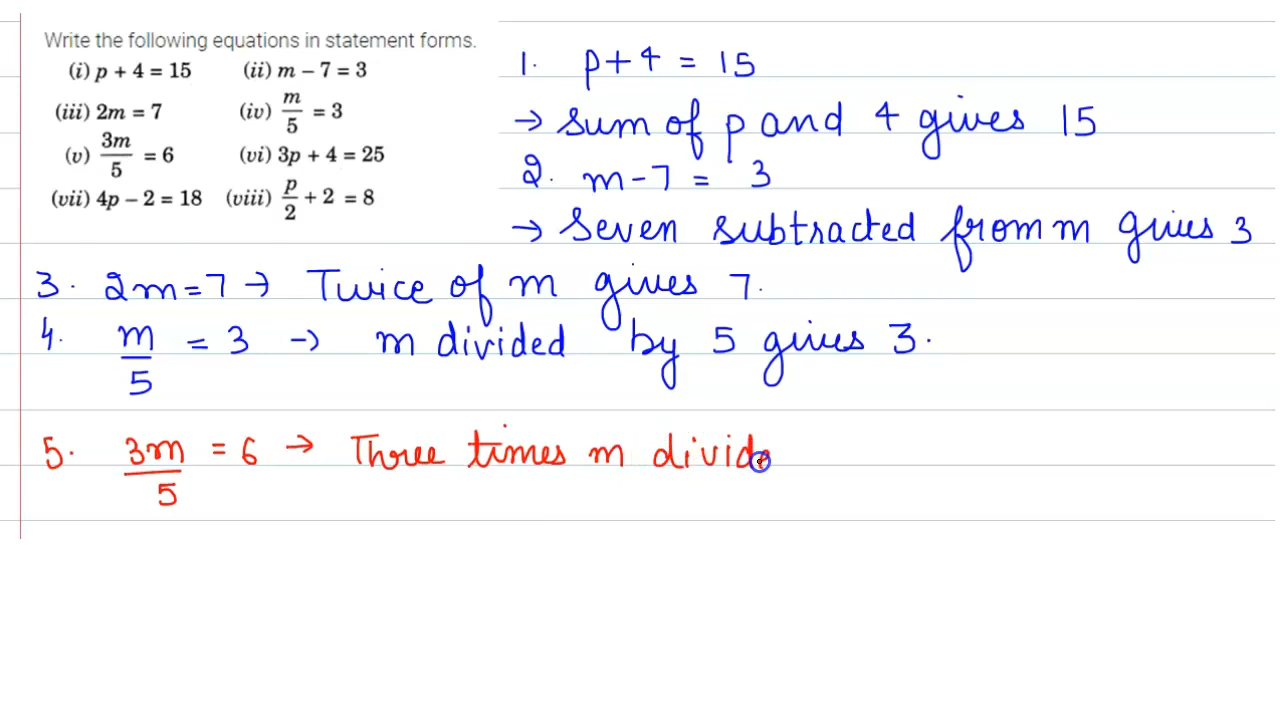 Write the following equations in statement forms.
(i) p + 4 = 15 (ii) m – 7 = 3
(iii) 2m = 7 (iv) m/5 = 3
(v) 3m/5 = 6 (vi) 3p + 4 = 25
(vii) 4p – 2 = 18 (viii) p/2 + 2 = 8
1. p+4 = 15
→ sum of p and 4 gives 15
2. m-7 = 3
→ Seven subtracted from m gives 3
3. 2m=7 → Twice of m gives 7.
4. m/5 = 3 → m divided by 5 gives 3.
5. 3m/5 = 6 → Three times m divide